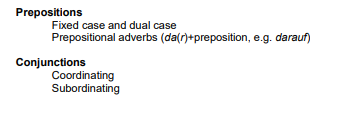 Prepositions
Fixed case and dual case
Prepositional adverbs (da(r)+preposition, e.g. darauf)
Conjunctions
Coordinating
Subordinating